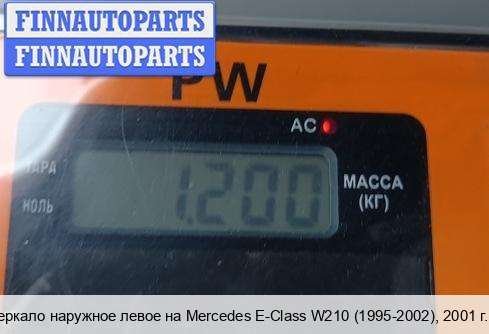 FINNAUTOPARTS
FINNAUTOPARTS
PW
AC
ТАРА
1.200
МАССА
(КГ)
НОЛЬ
еркало наружное левое на Mercedes E-Class W210 (1995-2002), 2001 г.